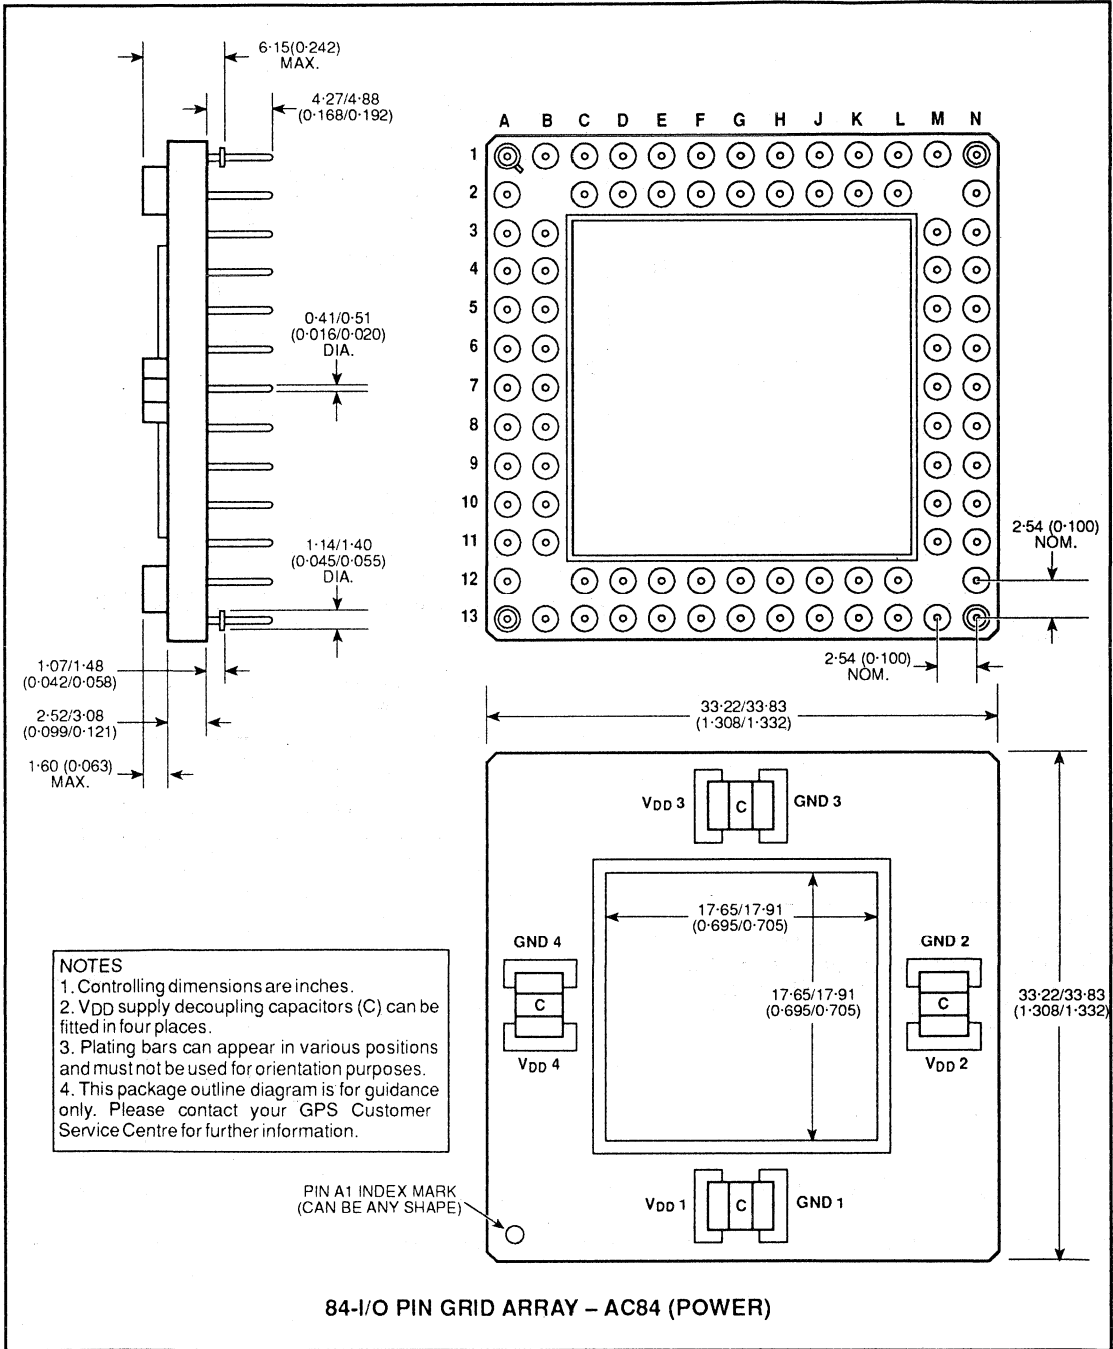 6·15(0·242)
MAX.
4·27/4·88
(0·168/0·192)
A B C D E F G H J K L M N
1
2
3
4
5
6
7
8
9
10
11
12
13
0·41/0·51
(0·016/0·020)
DIA.
1·14/1·40
(0·045/0·055)
DIA.
2·54 (0·100)
NOM.
2·54 (0·100)
NOM.
1·07/1·48
(0·042/0·058)
2·52/3·08
(0·099/0·121)
1·60 (0·063)
MAX.
33·22/33·83
(1·308/1·332)
VDD 3 C GND 3
17·65/17·91
(0·695/0·705)
GND 4
C
VDD 4
17·65/17·91
(0·695/0·705)
GND 2
C
VDD 2
33·22/33·83
(1·308/1·332)
NOTES
1. Controlling dimensions are inches.
2. VDD supply decoupling capacitors (C) can be
fitted in four places.
3. Plating bars can appear in various positions
and must not be used for orientation purposes.
4. This package outline diagram is for guidance
only. Please contact your GPS Customer
Service Centre for further information.
PIN A1 INDEX MARK
(CAN BE ANY SHAPE)
VDD 1 C GND 1
84-I/O PIN GRID ARRAY – AC84 (POWER)